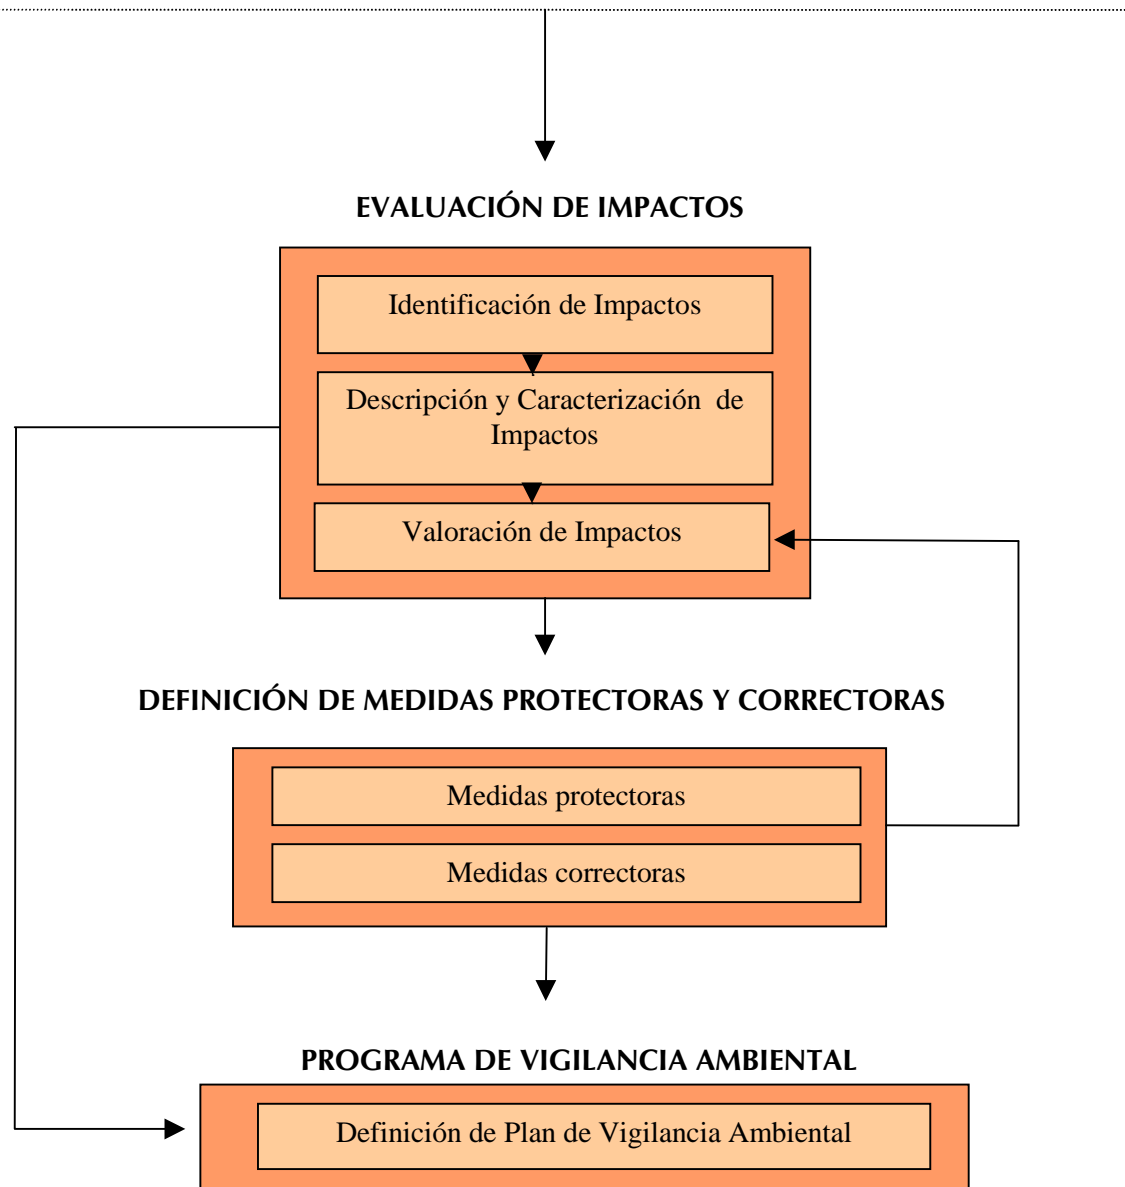 EVALUACIÓN DE IMPACTOS
Identificación de Impactos
Descripción y Caracterización  de
Impactos
Valoración de Impactos
DEFINICIÓN DE MEDIDAS PROTECTORAS Y CORRECTORAS
Medidas protectoras
Medidas correctoras
PROGRAMA DE VIGILANCIA AMBIENTAL
Definición de Plan de Vigilancia Ambiental